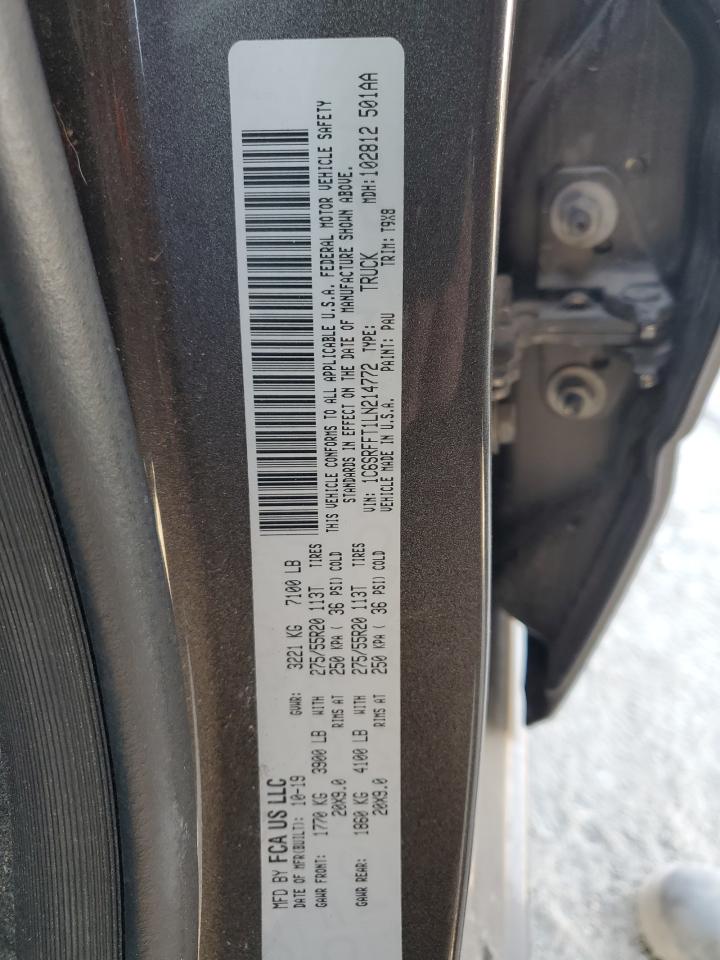 MFD BY FCA US LLC
DATE OF MFR(BUILT): 10-19 GVWR: 3221 KG 7100 LB
GAWR FRONT: 1770 KG 3900 LB WITH 275/55R20 113T TIRES
20X9.0 RIMS AT 250 KPA ( 36 PSI) COLD
GAWR REAR: 1860 KG 4100 LB WITH 275/55R20 113T TIRES
20X9.0 RIMS AT 250 KPA ( 36 PSI) COLD
THIS VEHICLE CONFORMS TO ALL APPLICABLE U.S.A. FEDERAL MOTOR VEHICLE SAFETY
STANDARDS IN EFFECT ON THE DATE OF MANUFACTURE SHOWN ABOVE.
VIN: 1C6SRFFT1LN214772 TYPE: TRUCK MDH: 102812 501AA
VEHICLE MADE IN U.S.A. PAINT: PAU TRIM: T9X8